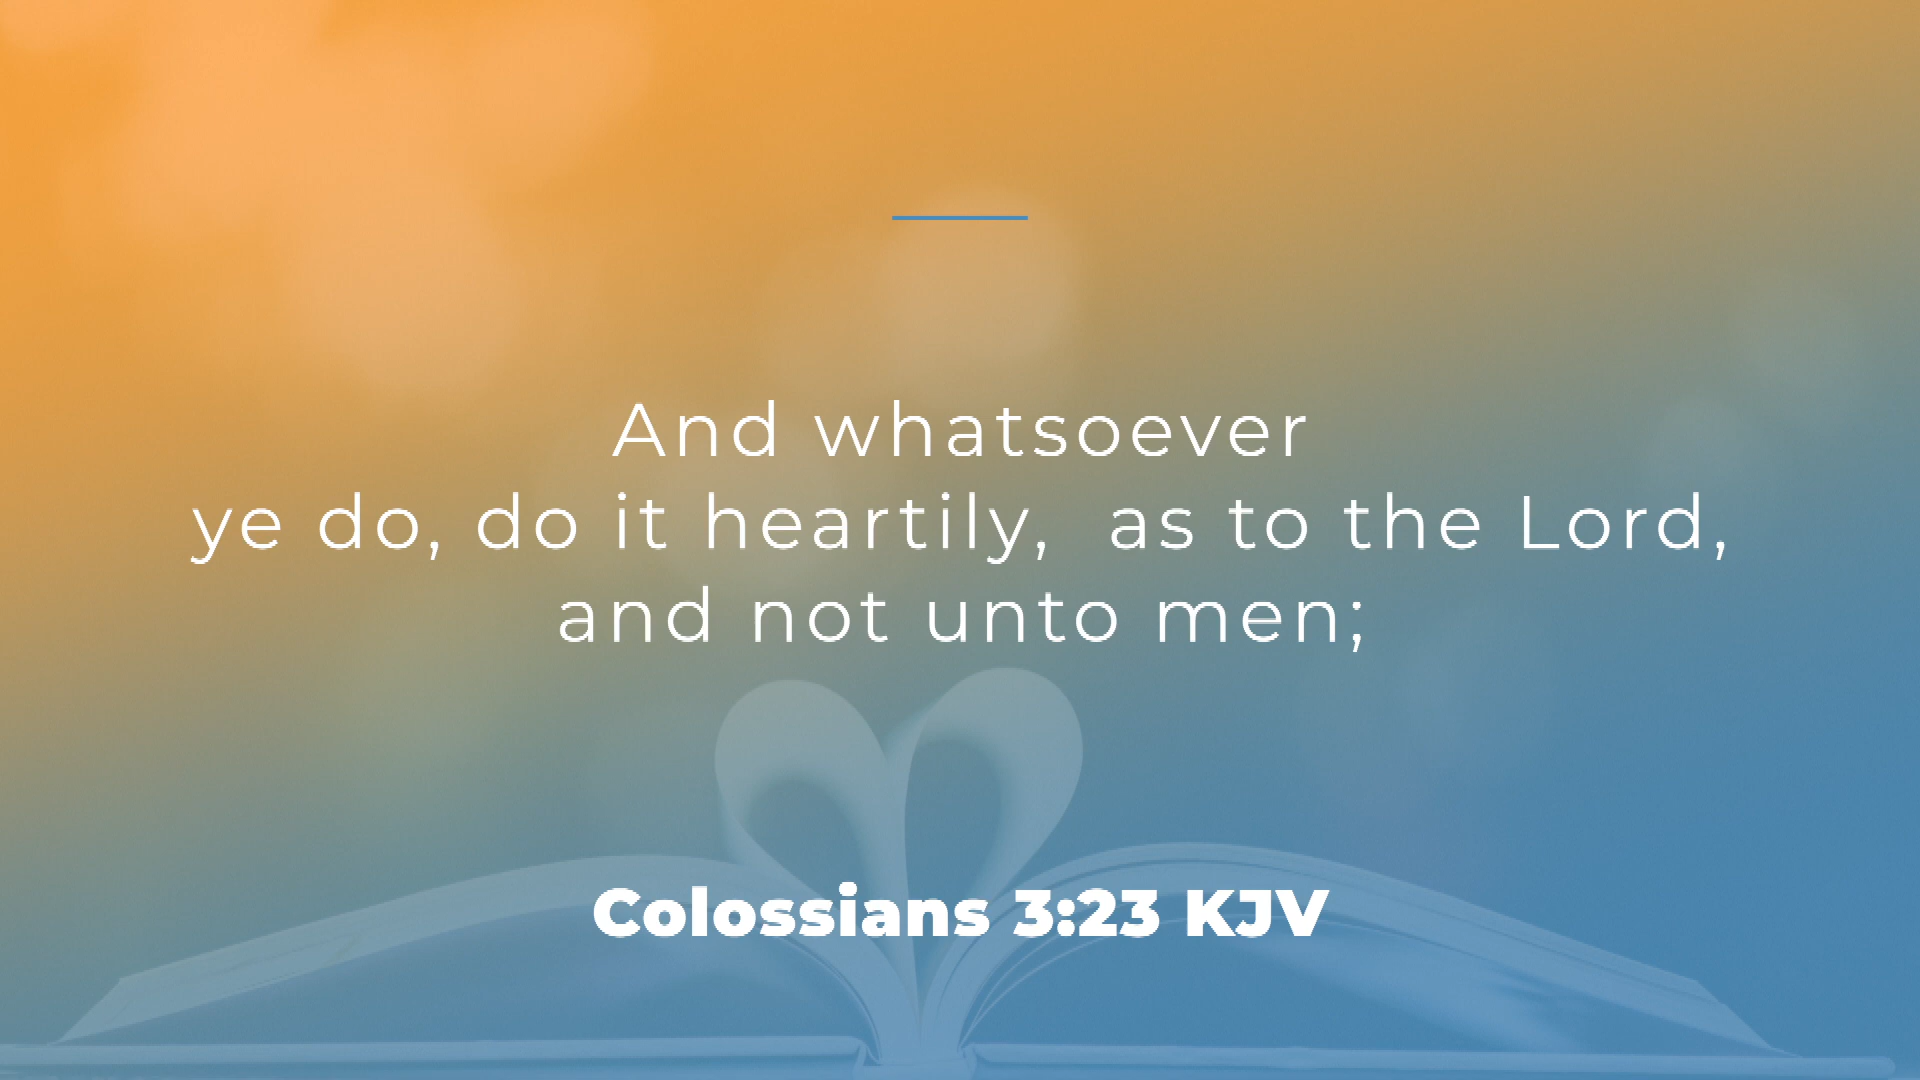 And whatsoever
ye do, do it heartily,  as to the Lord,
and not unto men;
Colossians 3:23 KJV